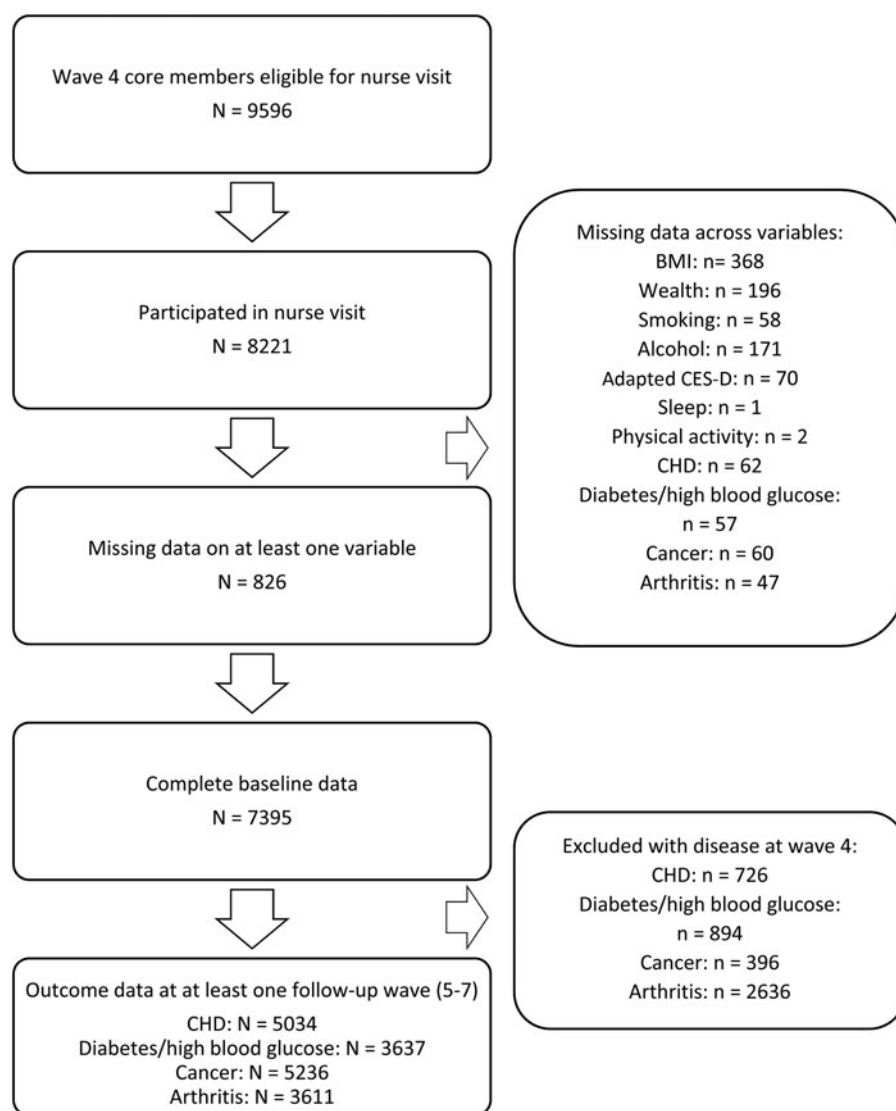 Wave 4 core members eligible for nurse visit
N = 9596
Participated in nurse visit
N = 8221
Missing data across variables:
BMI: n= 368
Wealth: n = 196
Smoking: n = 58
Alcohol: n = 171
Adapted CES-D: n = 70
Sleep: n = 1
Physical activity: n = 2
CHD: n = 62
Diabetes/high blood glucose:
n = 57
Cancer: n = 60
Arthritis: n = 47
Missing data on at least one variable
N = 826
Complete baseline data
N = 7395
Excluded with disease at wave 4:
CHD: n = 726
Diabetes/high blood glucose:
n = 894
Cancer: n = 396
Arthritis: n = 2636
Outcome data at at least one follow-up wave (5-7)
CHD: N = 5034
Diabetes/high blood glucose: N = 3637
Cancer: N = 5236
Arthritis: N = 3611